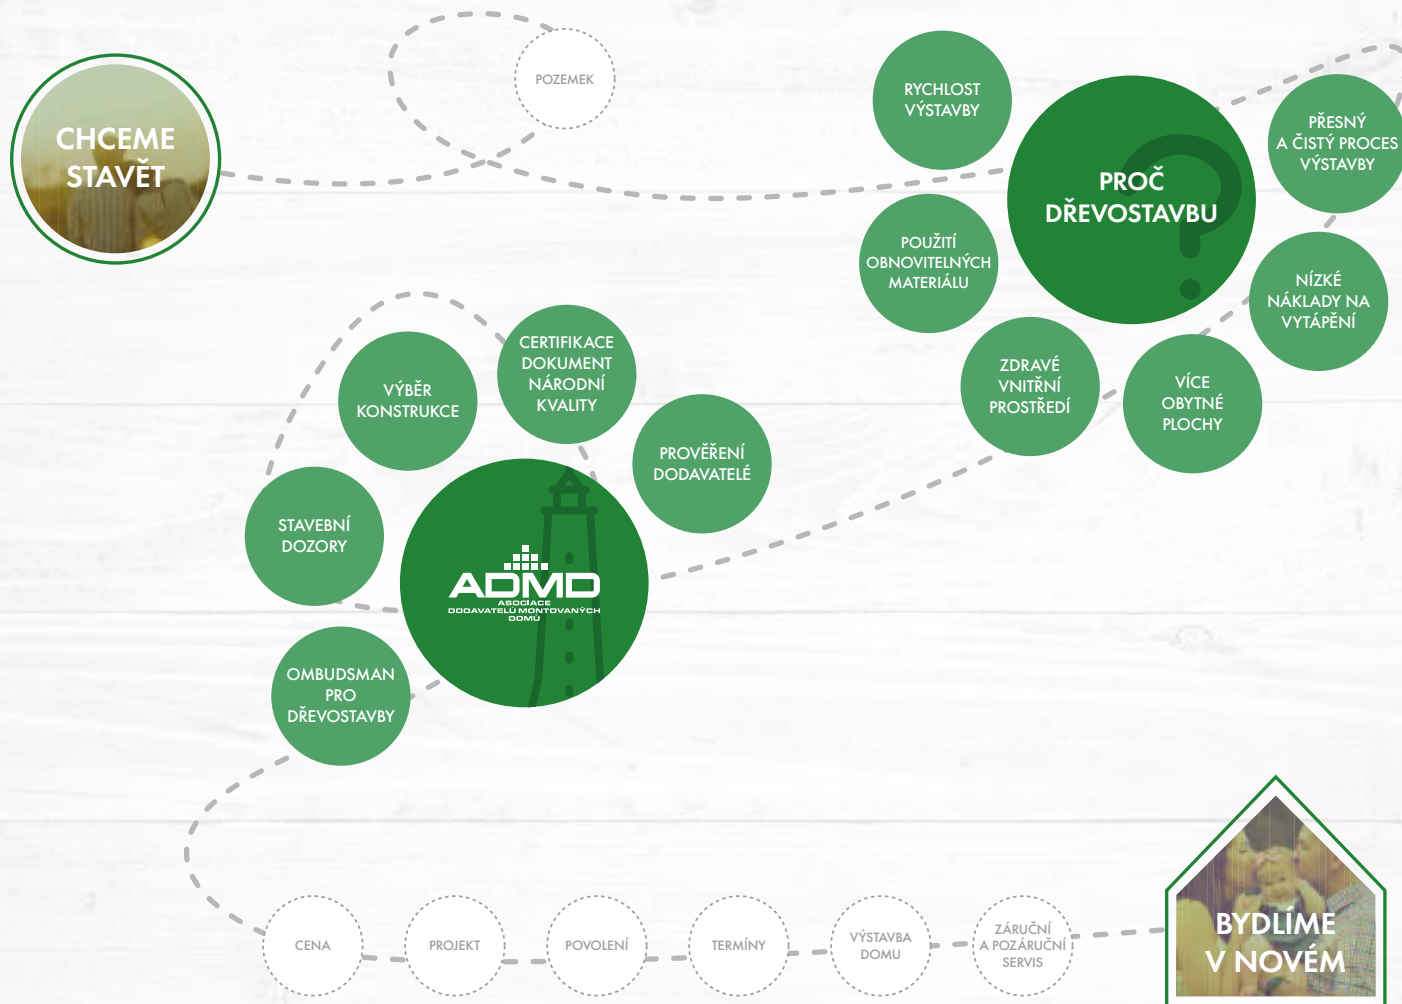 CHCEME
STAVĚT
POZEMEK
RYCHLOST
VÝSTAVBY
PROČ
DŘEVOSTAVBU
?
PŘESNÝ
A ČISTÝ PROCES
VÝSTAVBY
POUŽITÍ
OBNOVITELNÝCH
MATERIÁLU
NÍZKÉ
NÁKLADY NA
VYTÁPĚNÍ
ZDRAVÉ
VNITŘNÍ
PROSTŘEDÍ
VÍCE
OBYTNÉ
PLOCHY
CERTIFIKACE
DOKUMENT
NÁRODNÍ
KVALITY
VÝBĚR
KONSTRUKCE
PROVĚŘENÍ
DODAVATELÉ
STAVEBNÍ
DOZORY
ADMD
ASOCIACE
DODAVATELŮ MONTOVANÝCH
DOMŮ
OMBUDSMAN
PRO
DŘEVOSTAVBY
CENA
PROJEKT
POVOLENÍ
TERMÍNY
VÝSTAVBA
DOMU
ZÁRUČNÍ
A POZÁRUČNÍ
SERVIS
BYDLÍME
V NOVÉM